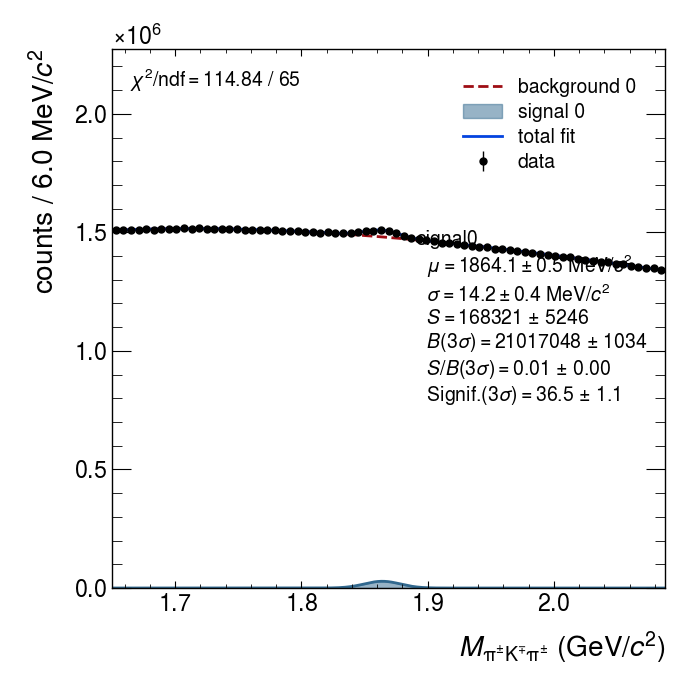 ×10⁶
counts / 6.0 MeV/c²
χ²/ndf = 114.84 / 65
background 0
signal 0
total fit
data
2.0
1.5
1.0
0.5
0.0
signal0
μ = 1864.1 ± 0.5 MeV/c²
σ = 14.2 ± 0.4 MeV/c²
S = 168321 ± 5246
B(3σ) = 21017048 ± 1034
S/B(3σ) = 0.01 ± 0.00
Signif.(3σ) = 36.5 ± 1.1
1.7 1.8 1.9 2.0
M_π±K∓π± (GeV/c²)